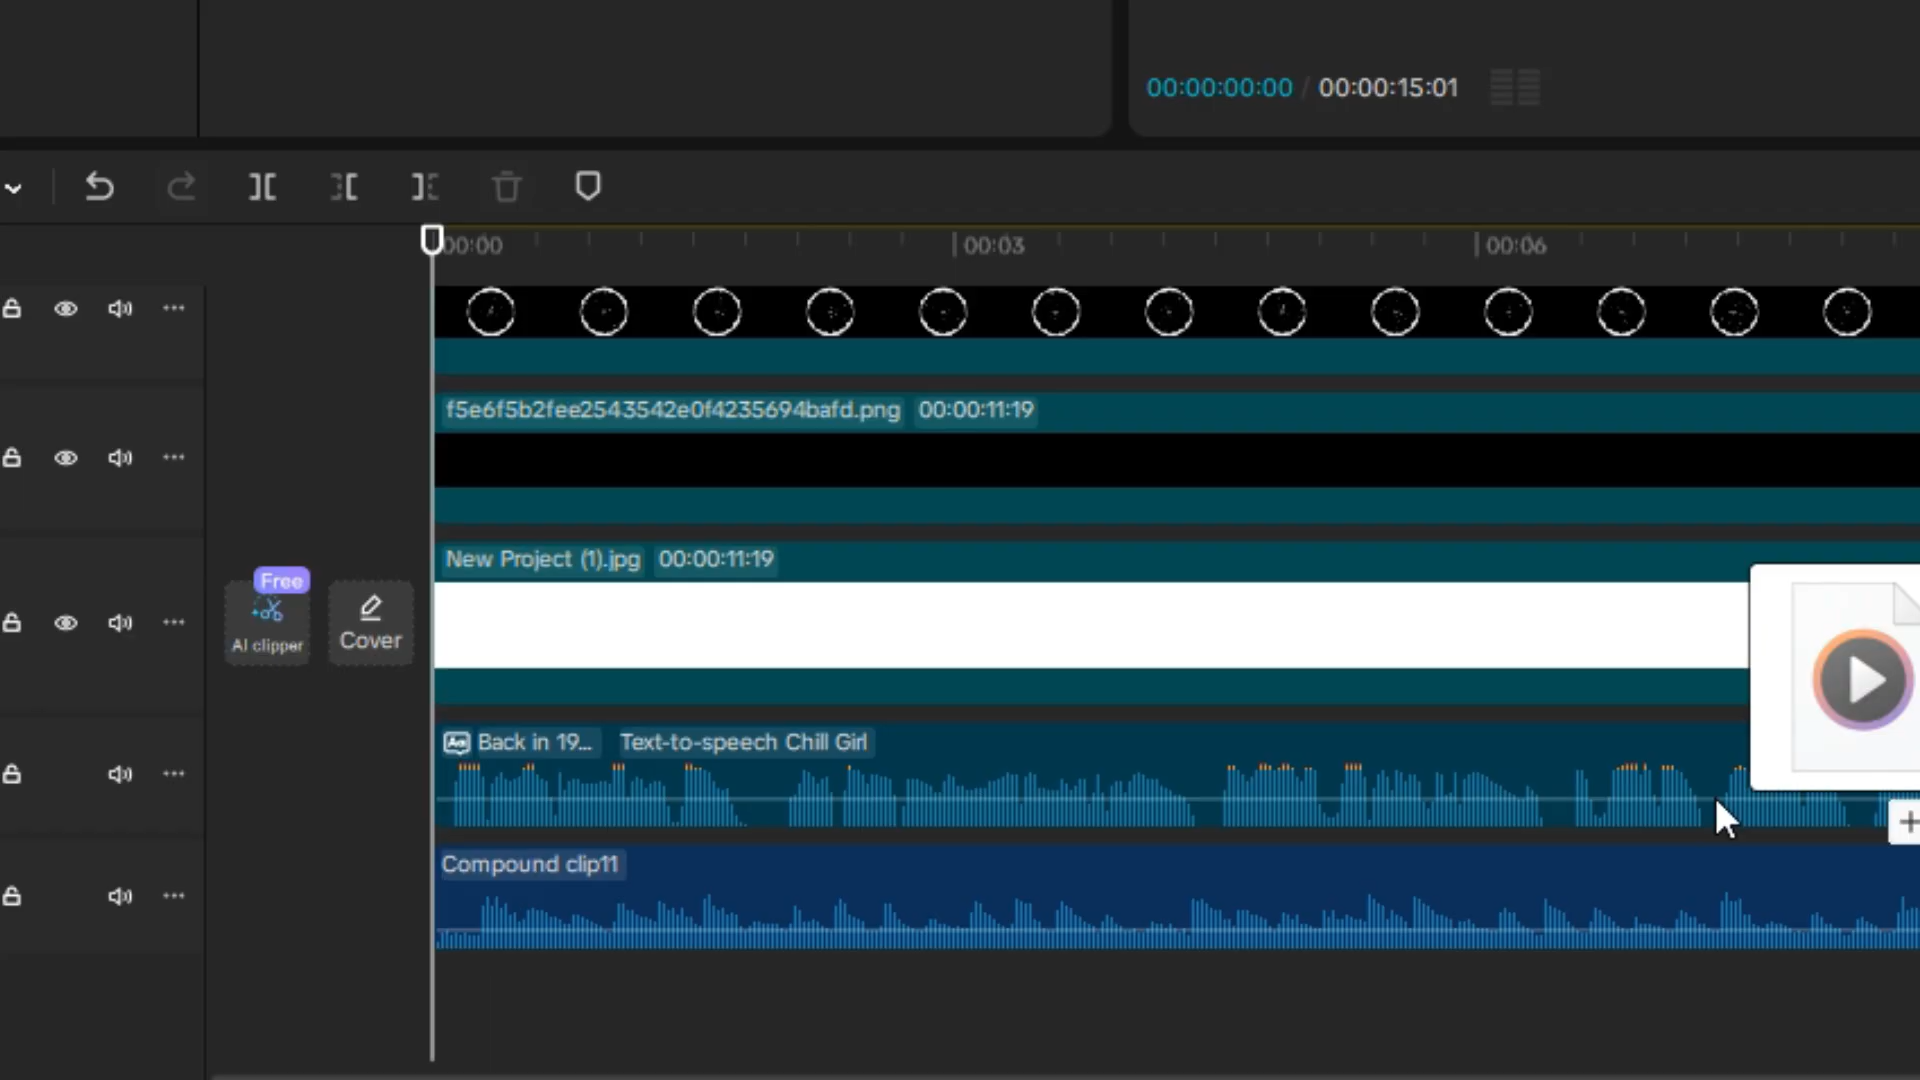 00:00:00:00 / 00:00:15:01
00:00 00:03 00:06
f5e6f5b2fee2543542e0f4235694bafd.png 00:00:11:19
New Project (1).jpg 00:00:11:19
Free
AI clipper
Cover
Back in 19... Text-to-speech Chill Girl
Compound clip11